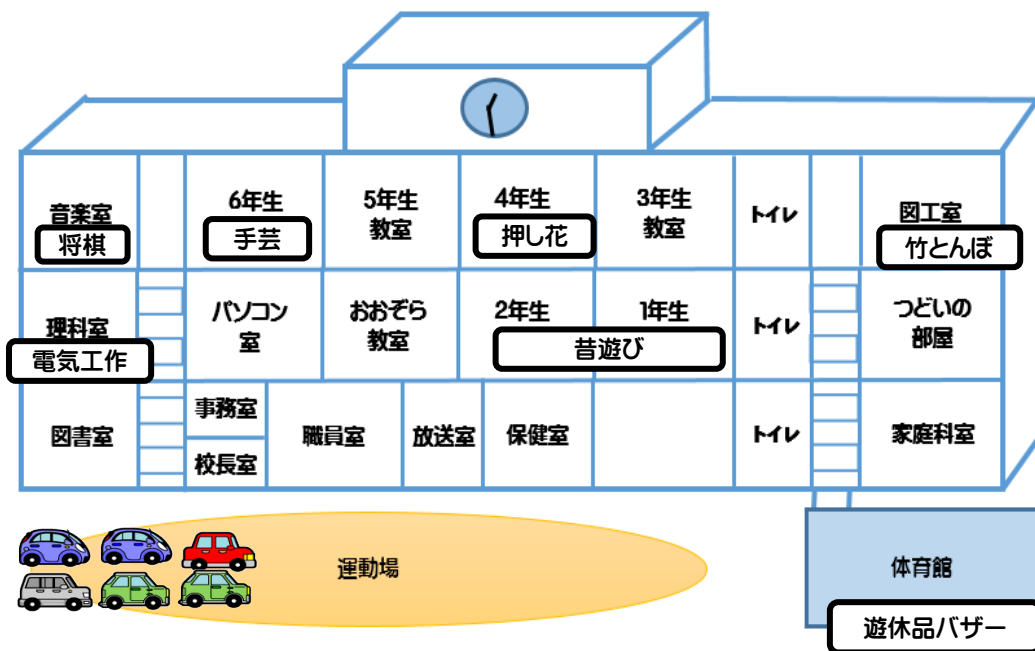 音楽室
将棋
6年生
手芸
5年生
教室
4年生
押し花
3年生
教室
トイレ
図工室
竹とんぼ
理科室
電気工作
パソコン
室
おおぞら
教室
2年生
1年生
昔遊び
トイレ
つどいの
部屋
図書室
事務室
校長室
職員室
放送室
保健室
トイレ
家庭科室
運動場
体育館
遊休品バザー